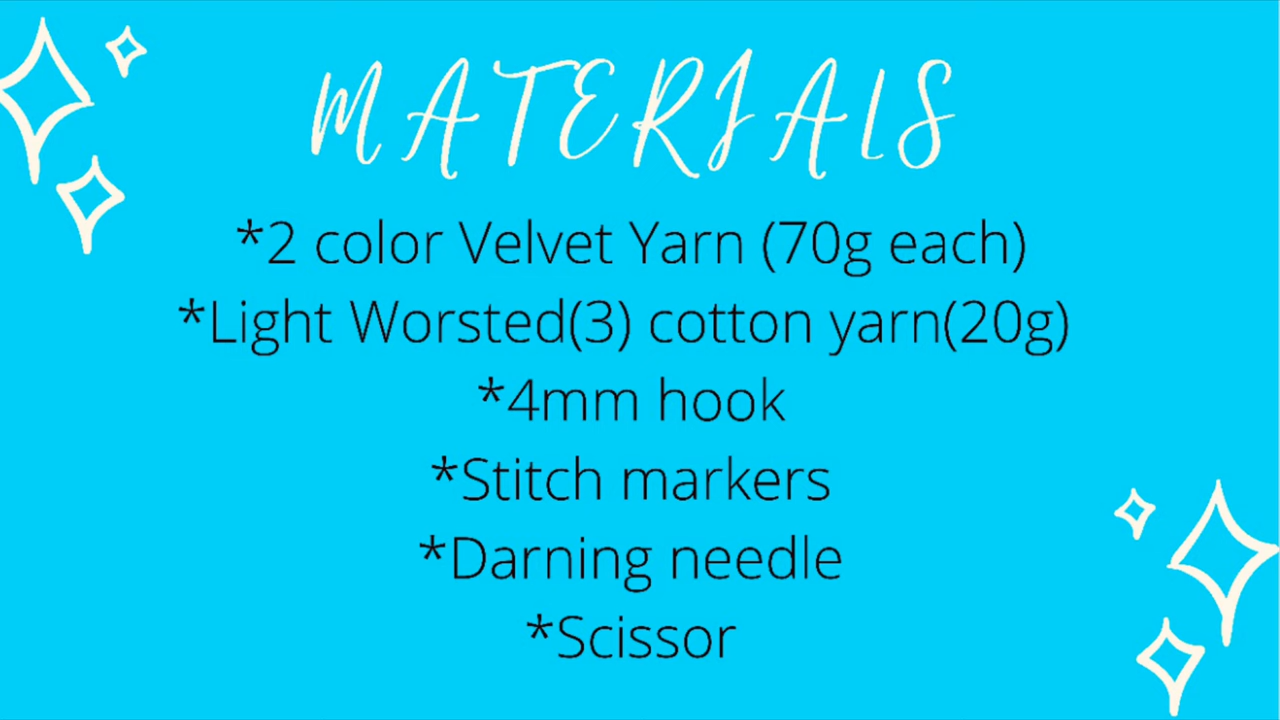 MATERIALS
*2 color Velvet Yarn (70g each)
*Light Worsted(3) cotton yarn(20g)
*4mm hook
*Stitch markers
*Darning needle
*Scissor